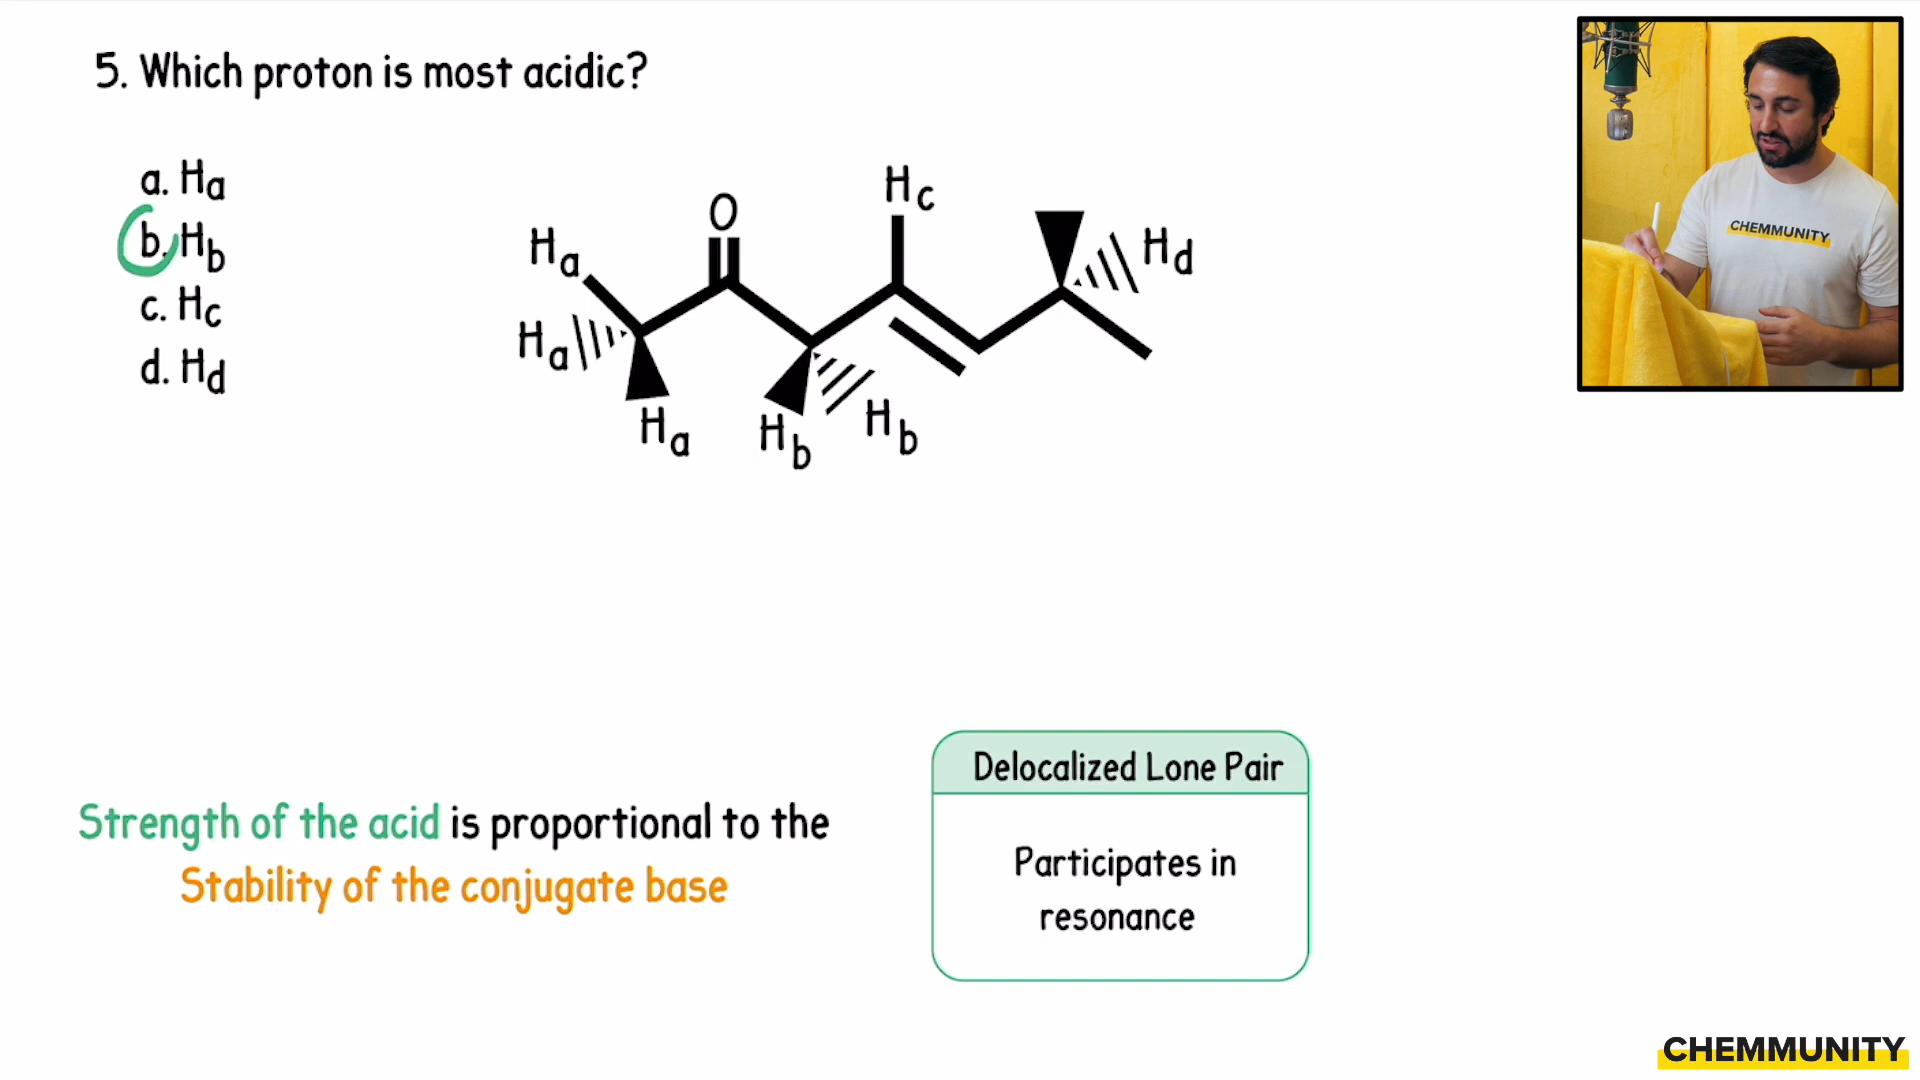 5. Which proton is most acidic?
a. Ha
b. Hb
c. Hc
d. Hd
O
Hc
Ha
Hd
Ha
Ha
Hb
Hb
CHEMMUNITY
Delocalized Lone Pair
Participates in
resonance
Strength of the acid is proportional to the
Stability of the conjugate base
CHEMMUNITY